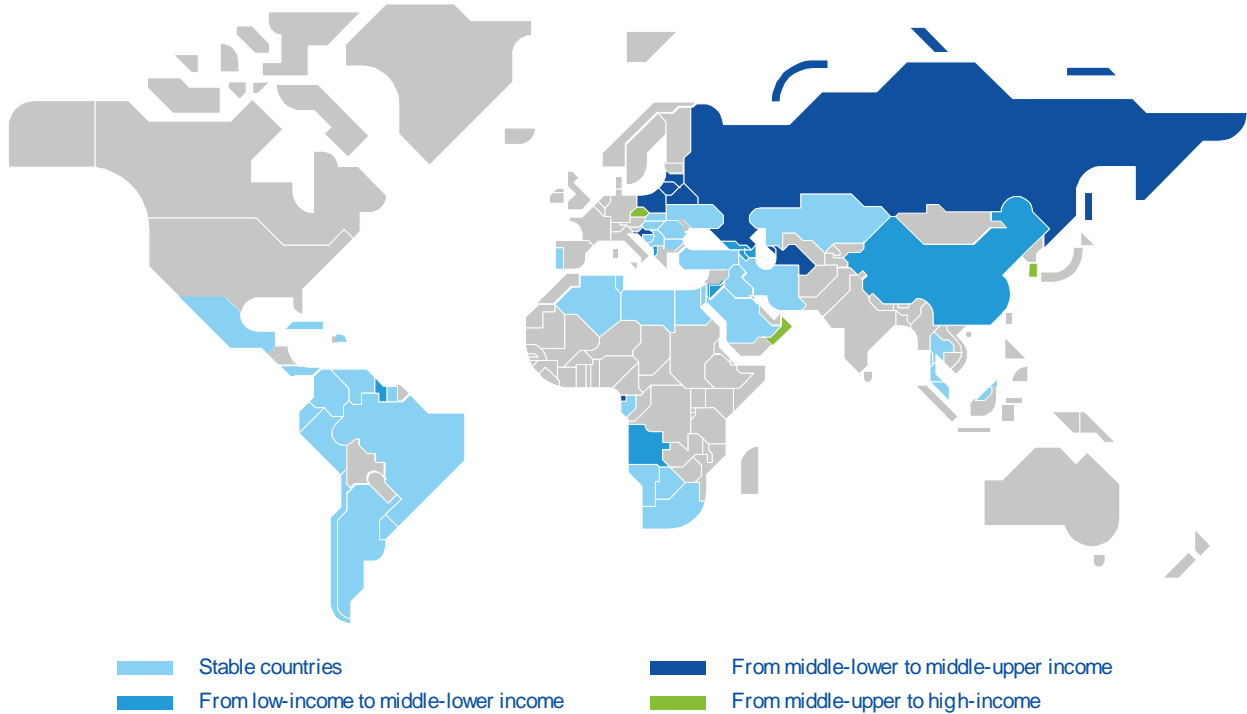 Stable countries
From low-income to middle-lower income
From middle-lower to middle-upper income
From middle-upper to high-income